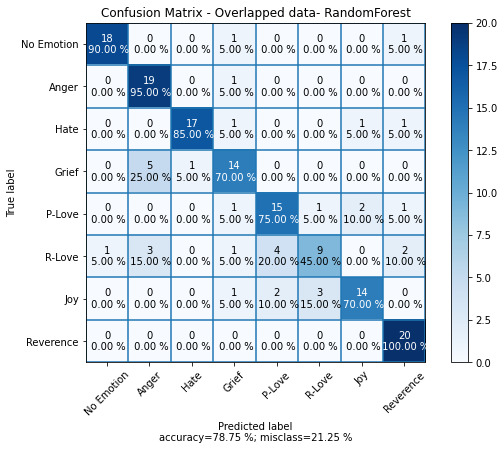 Confusion Matrix - Overlapped data- RandomForest
True label
No Emotion 18 0 0 1 0 0 0 1
90.00 % 0.00 % 0.00 % 5.00 % 0.00 % 0.00 % 0.00 % 5.00 %
Anger 0 19 0 1 0 0 0 0
0.00 % 95.00 % 0.00 % 5.00 % 0.00 % 0.00 % 0.00 % 0.00 %
Hate 0 0 17 1 0 0 1 1
0.00 % 0.00 % 85.00 % 5.00 % 0.00 % 0.00 % 5.00 % 5.00 %
Grief 0 5 1 14 0 0 0 0
0.00 % 25.00 % 5.00 % 70.00 % 0.00 % 0.00 % 0.00 % 0.00 %
P-Love 0 0 0 1 15 1 2 1
0.00 % 0.00 % 0.00 % 5.00 % 75.00 % 5.00 % 10.00 % 5.00 %
R-Love 1 3 0 1 4 9 0 2
5.00 % 15.00 % 0.00 % 5.00 % 20.00 % 45.00 % 0.00 % 10.00 %
Joy 0 0 0 1 2 3 14 0
0.00 % 0.00 % 0.00 % 5.00 % 10.00 % 15.00 % 70.00 % 0.00 %
Reverence 0 0 0 0 0 0 0 20
0.00 % 0.00 % 0.00 % 0.00 % 0.00 % 0.00 % 0.00 % 100.00 %
No Emotion Anger Hate Grief P-Love R-Love Joy Reverence
Predicted label
accuracy=78.75 %; misclass=21.25 %
20.0
17.5
15.0
12.5
10.0
7.5
5.0
2.5
0.0